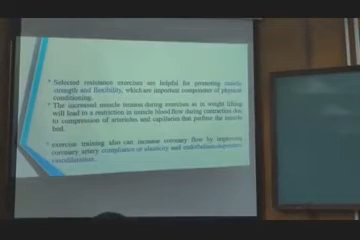 Selected resistance exercises are helpful for promoting muscle
strength and flexibility, which are important components of physical
conditioning.
The increased muscle tension during exercises as in weight lifting
will lead to a restriction in muscle blood flow during contraction due
to compression of arterioles and capillaries that perfuse the muscle
bed.
exercise training also can increase coronary flow by improving
coronary artery compliance or elasticity and endothelium-dependent
vasodilatation.